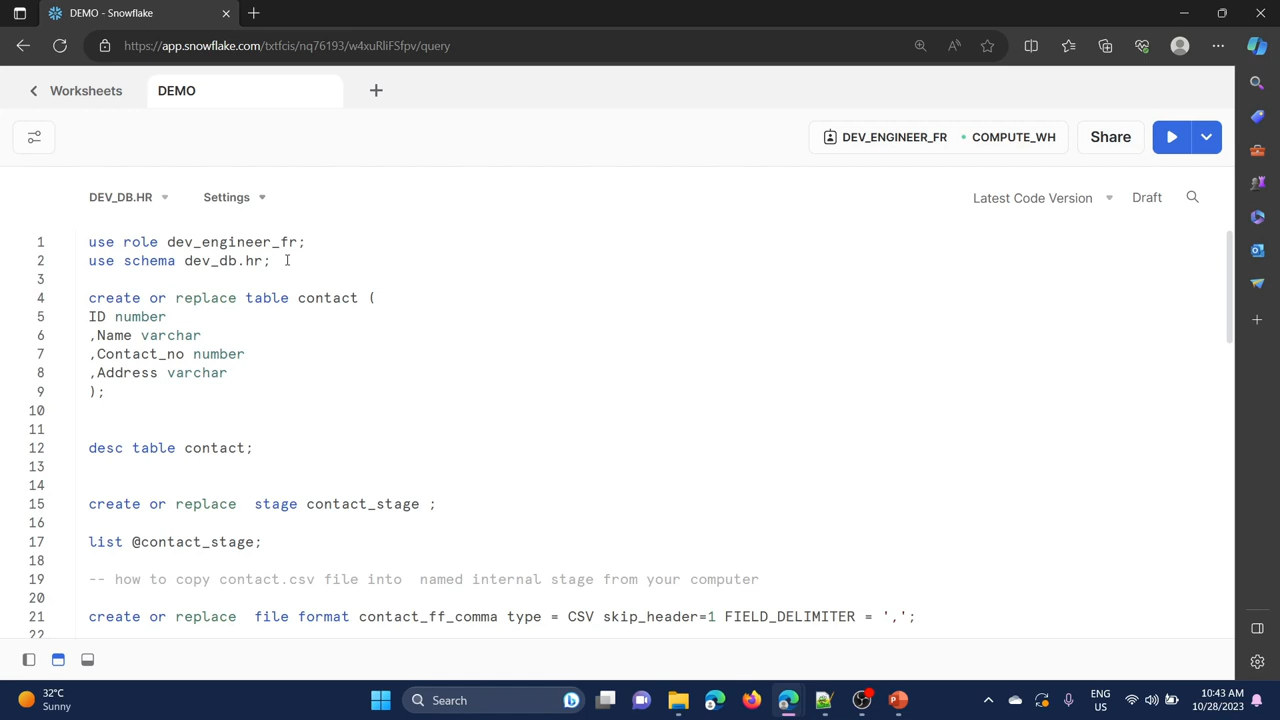 DEMO - Snowflake
https://app.snowflake.com/txtfcis/nq76193/w4xuRliFSfpv/query
Worksheets
DEMO
DEV_ENGINEER_FR
COMPUTE_WH
Share
DEV_DB.HR
Settings
Latest Code Version
Draft
1 use role dev_engineer_fr;
2 use schema dev_db.hr;
3
4 create or replace table contact (
5 ID number
6 ,Name varchar
7 ,Contact_no number
8 ,Address varchar
9 );
10
11
12 desc table contact;
13
14
15 create or replace  stage contact_stage ;
16
17 list @contact_stage;
18
19 -- how to copy contact.csv file into  named internal stage from your computer
20
21 create or replace  file format contact_ff_comma type = CSV skip_header=1 FIELD_DELIMITER = ',';
22
32°C
Sunny
Search
ENG
US
10:43 AM
10/28/2023